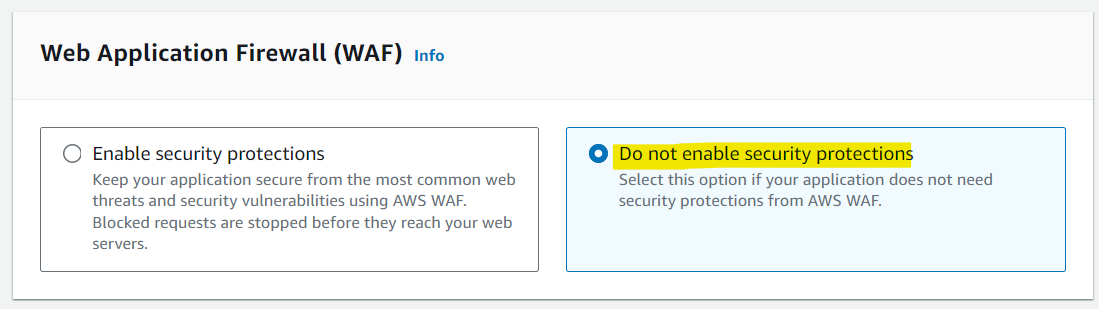 Web Application Firewall (WAF) Info
Enable security protections
Keep your application secure from the most common web
threats and security vulnerabilities using AWS WAF.
Blocked requests are stopped before they reach your web
servers.
Do not enable security protections
Select this option if your application does not need
security protections from AWS WAF.